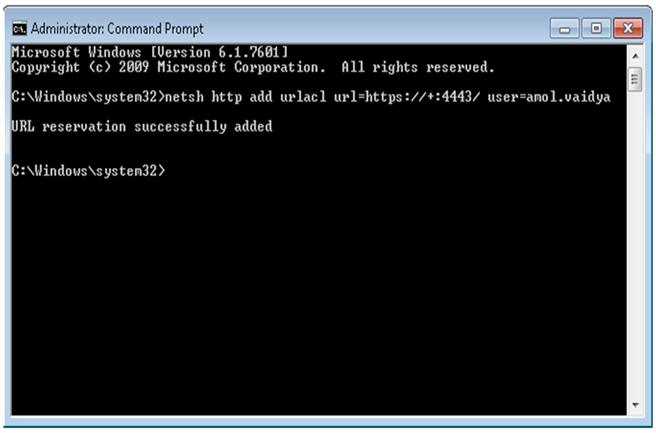 Administrator: Command Prompt
Microsoft Windows [Version 6.1.7601]
Copyright (c) 2009 Microsoft Corporation.  All rights reserved.
C:\Windows\system32>netsh http add urlacl url=https://+:4443/ user=amol.vaidya
URL reservation successfully added
C:\Windows\system32>